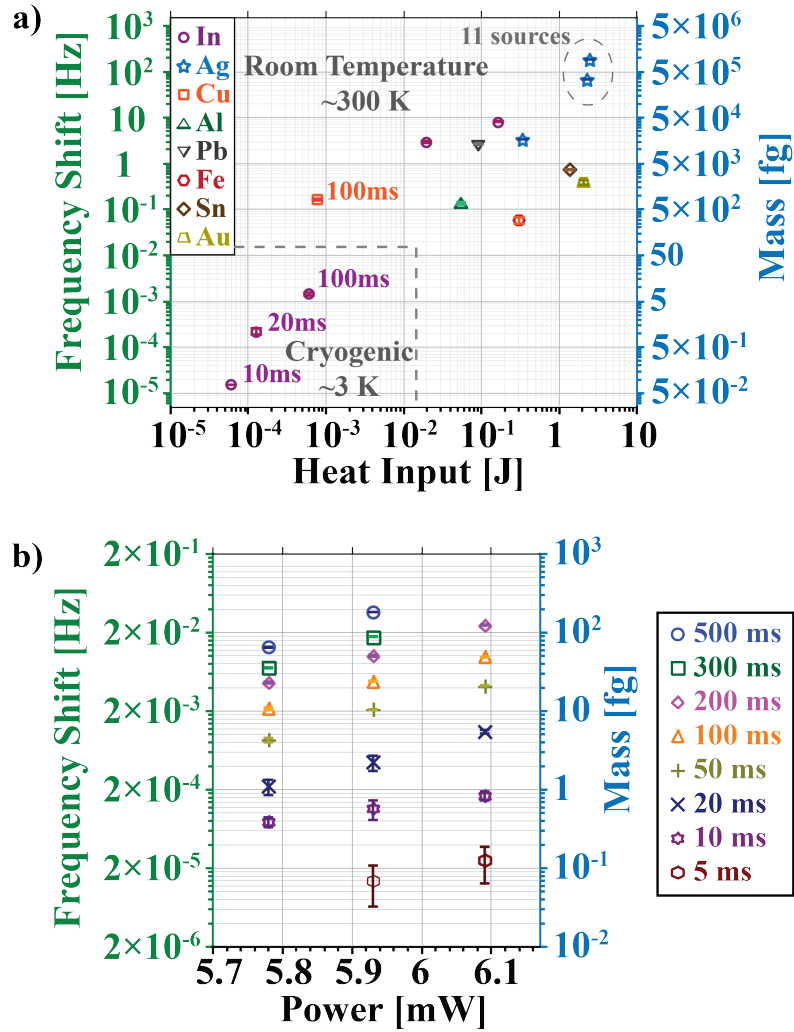 a)
Frequency Shift [Hz]
10³
10²
10
1
10⁻¹
10⁻²
10⁻³
10⁻⁴
10⁻⁵
In
Ag
Cu
Al
Pb
Fe
Sn
Au
11 sources
Room Temperature
~300 K
100ms
100ms
20ms
10ms
Cryogenic
~3 K
5×10⁶
5×10⁵
5×10⁴
5×10³
5×10²
50
5
5×10⁻¹
5×10⁻²
Mass [fg]
10⁻⁵ 10⁻⁴ 10⁻³ 10⁻² 10⁻¹ 1 10
Heat Input [J]
b)
Frequency Shift [Hz]
2×10⁻¹
2×10⁻²
2×10⁻³
2×10⁻⁴
2×10⁻⁵
2×10⁻⁶
10³
10²
10
1
10⁻¹
10⁻²
Mass [fg]
5.7 5.8 5.9 6 6.1
Power [mW]
500 ms
300 ms
200 ms
100 ms
50 ms
20 ms
10 ms
5 ms